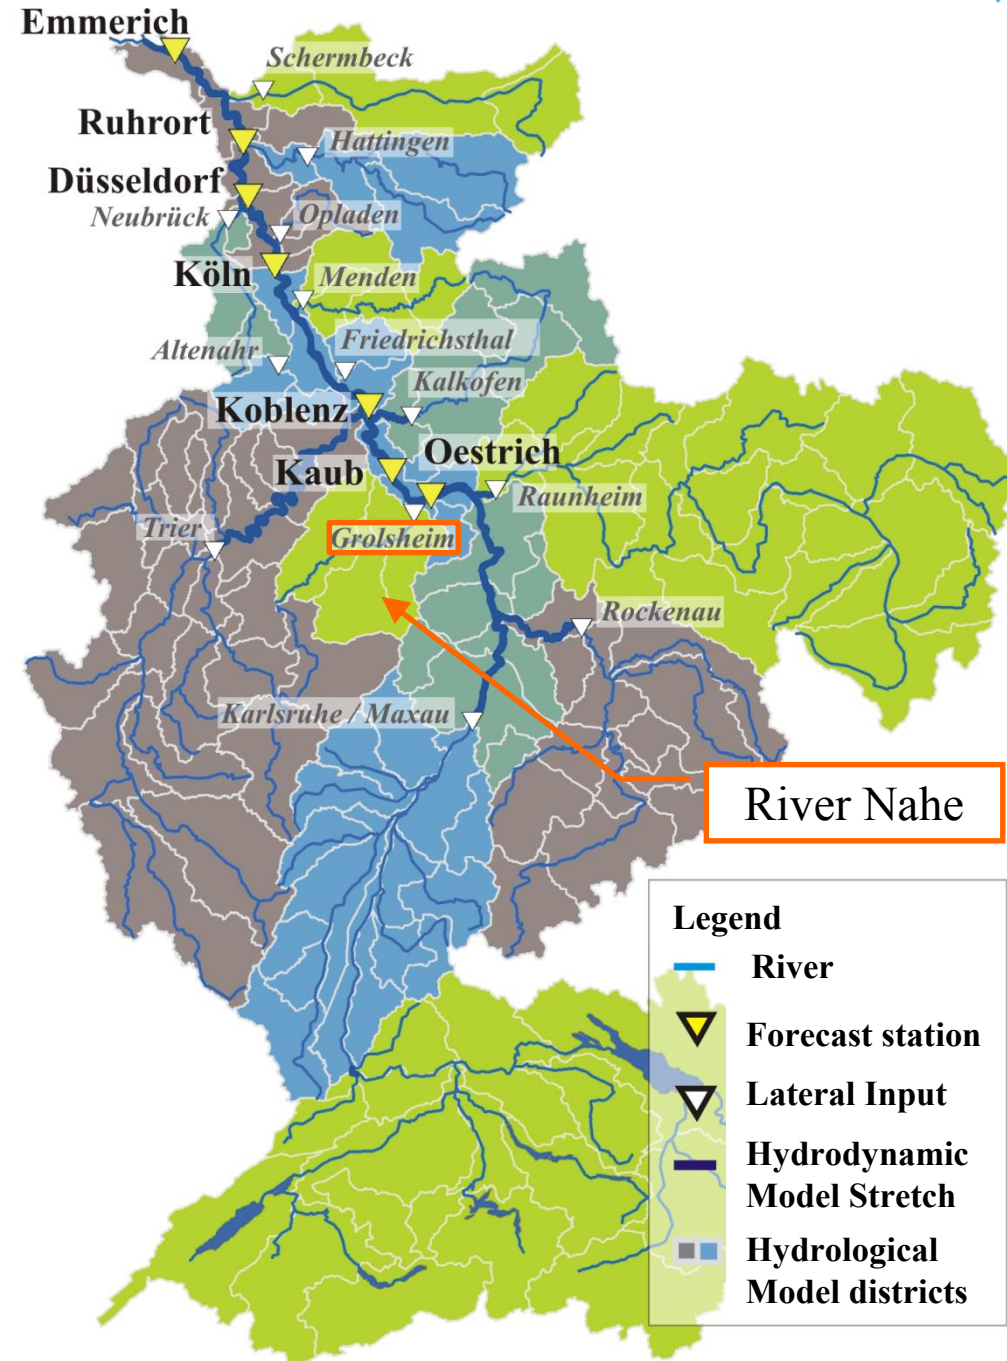 Emmerich
Schermbeck
Ruhrort
Hattingen
Düsseldorf
Neubrück
Opladen
Köln
Menden
Altenahr
Friedrichsthal
Kalkofen
Koblenz
Oestrich
Kaub
Raunheim
Trier
Grolsheim
Rockenau
Karlsruhe / Maxau
River Nahe
Legend
River
Forecast station
Lateral Input
Hydrodynamic
Model Stretch
Hydrological
Model districts